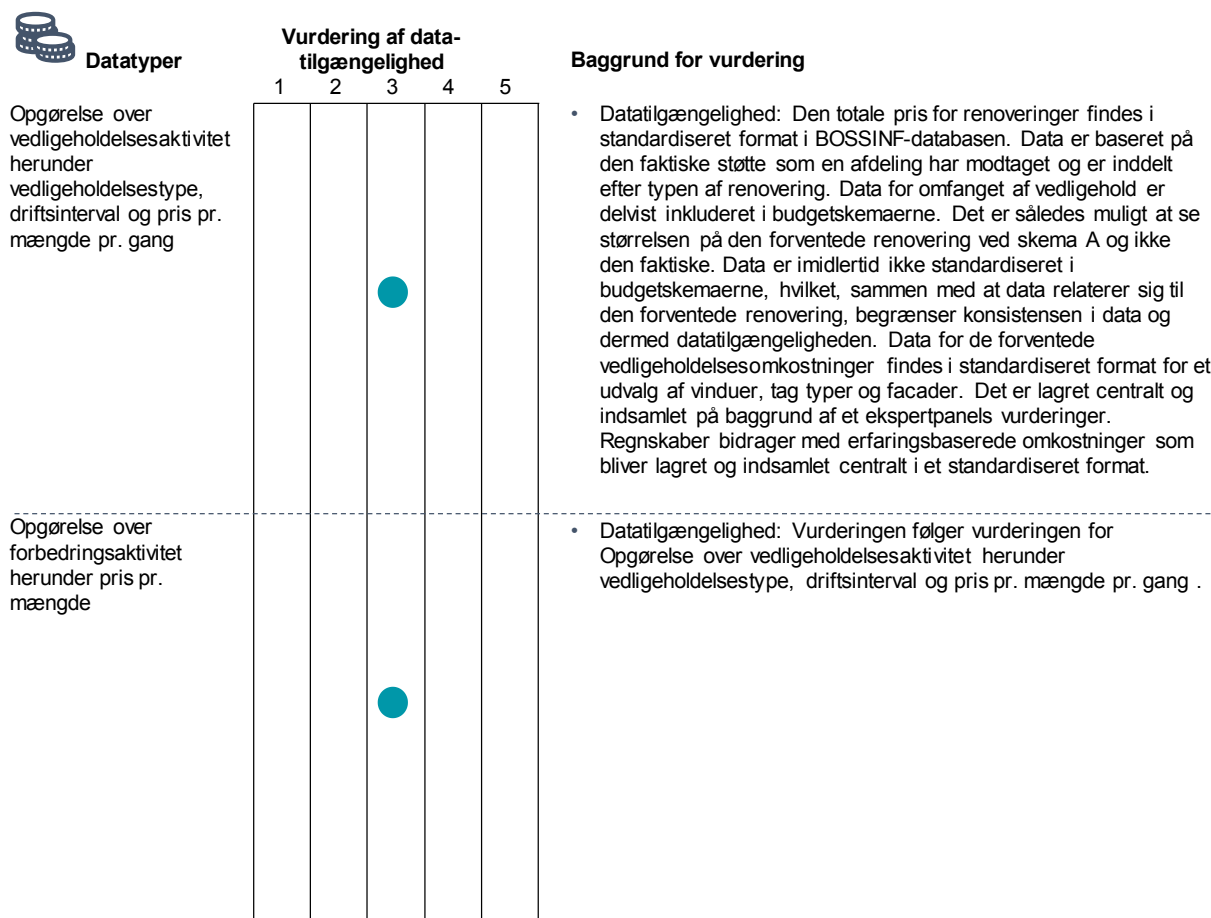 Datatyper
Vurdering af data-
tilgængelighed
1 2 3 4 5
Baggrund for vurdering
Opgørelse over
vedligeholdelsesaktivitet
herunder
vedligeholdelsestype,
driftsinterval og pris pr.
mængde pr. gang
• Datatilgængelighed: Den totale pris for renoveringer findes i
standardiseret format i BOSSINF-databasen. Data er baseret på
den faktiske støtte som en afdeling har modtaget og er inddelt
efter typen af renovering. Data for omfanget af vedligehold er
delvist inkluderet i budgetskemaerne. Det er således muligt at se
størrelsen på den forventede renovering ved skema A og ikke
den faktiske. Data er imidlertid ikke standardiseret i
budgetskemaerne, hvilket, sammen med at data relaterer sig til
den forventede renovering, begrænser konsistensen i data og
dermed datatilgængeligheden. Data for de forventede
vedligeholdelsesomkostninger findes i standardiseret format for et
udvalg af vinduer, tag typer og facader. Det er lagret centralt og
indsamlet på baggrund af et ekspertpanels vurderinger.
Regnskaber bidrager med erfaringsbaserede omkostninger som
bliver lagret og indsamlet centralt i et standardiseret format.
Opgørelse over
forbedringsaktivitet
herunder pris pr.
mængde
• Datatilgængelighed: Vurderingen følger vurderingen for
Opgørelse over vedligeholdelsesaktivitet herunder
vedligeholdelsestype, driftsinterval og pris pr. mængde pr. gang .